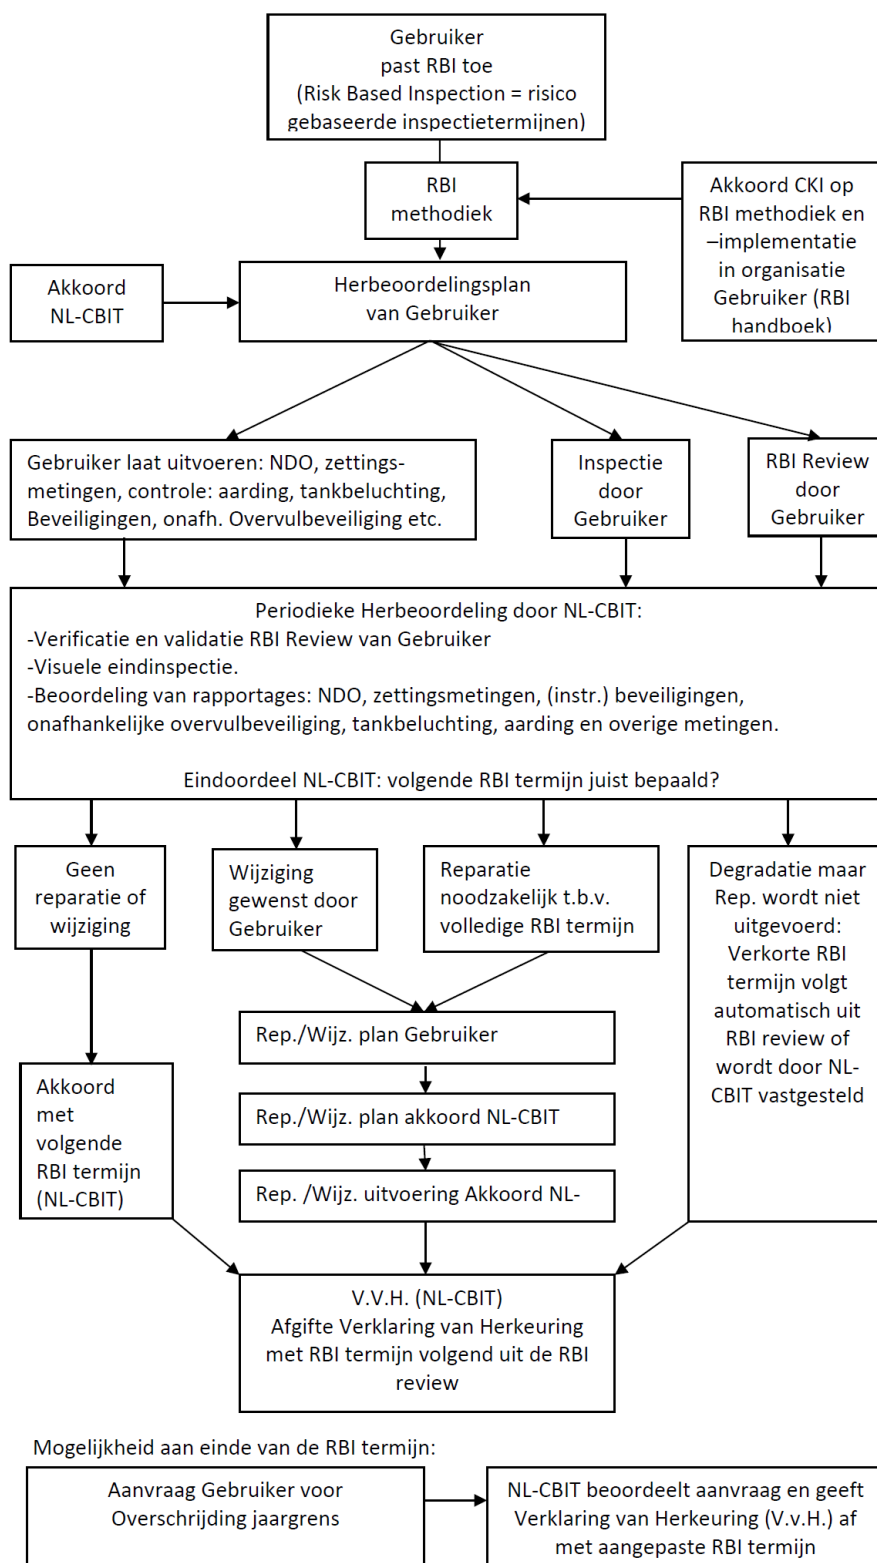 Gebruiker
past RBI toe
(Risk Based Inspection = risico
gebaseerde inspectietermijnen)
RBI
methodiek
Akkoord CKI op
RBI methodiek en
–implementatie
in organisatie
Gebruiker (RBI
handboek)
Akkoord
NL-CBIT
Herbeoordelingsplan
van Gebruiker
Gebruiker laat uitvoeren: NDO, zettings-
metingen, controle: aarding, tankbeluchting,
Beveiligingen, onafh. Overvulbeveiliging etc.
Inspectie
door
Gebruiker
RBI Review
door
Gebruiker
Periodieke Herbeoordeling door NL-CBIT:
-Verificatie en validatie RBI Review van Gebruiker
-Visuele eindinspectie.
-Beoordeling van rapportages: NDO, zettingsmetingen, (instr.) beveiligingen,
onafhankelijke overvulbeveiliging, tankbeluchting, aarding en overige metingen.
Eindoordeel NL-CBIT: volgende RBI termijn juist bepaald?
Geen
reparatie of
wijziging
Wijziging
gewenst door
Gebruiker
Reparatie
noodzakelijk t.b.v.
volledige RBI termijn
Degradatie maar
Rep. wordt niet
uitgevoerd:
Verkorte RBI
termijn volgt
automatisch uit
RBI review of
wordt door NL-
CBIT vastgesteld
Rep./Wijz. plan Gebruiker
Rep./Wijz. plan akkoord NL-CBIT
Rep. /Wijz. uitvoering Akkoord NL-
Akkoord
met
volgende
RBI termijn
(NL-CBIT)
V.V.H. (NL-CBIT)
Afgifte Verklaring van Herkeuring
met RBI termijn volgend uit de RBI
review
Mogelijkheid aan einde van de RBI termijn:
Aanvraag Gebruiker voor
Overschrijding jaargrens
NL-CBIT beoordeelt aanvraag en geeft
Verklaring van Herkeuring (V.v.H.) af
met aangepaste RBI termijn